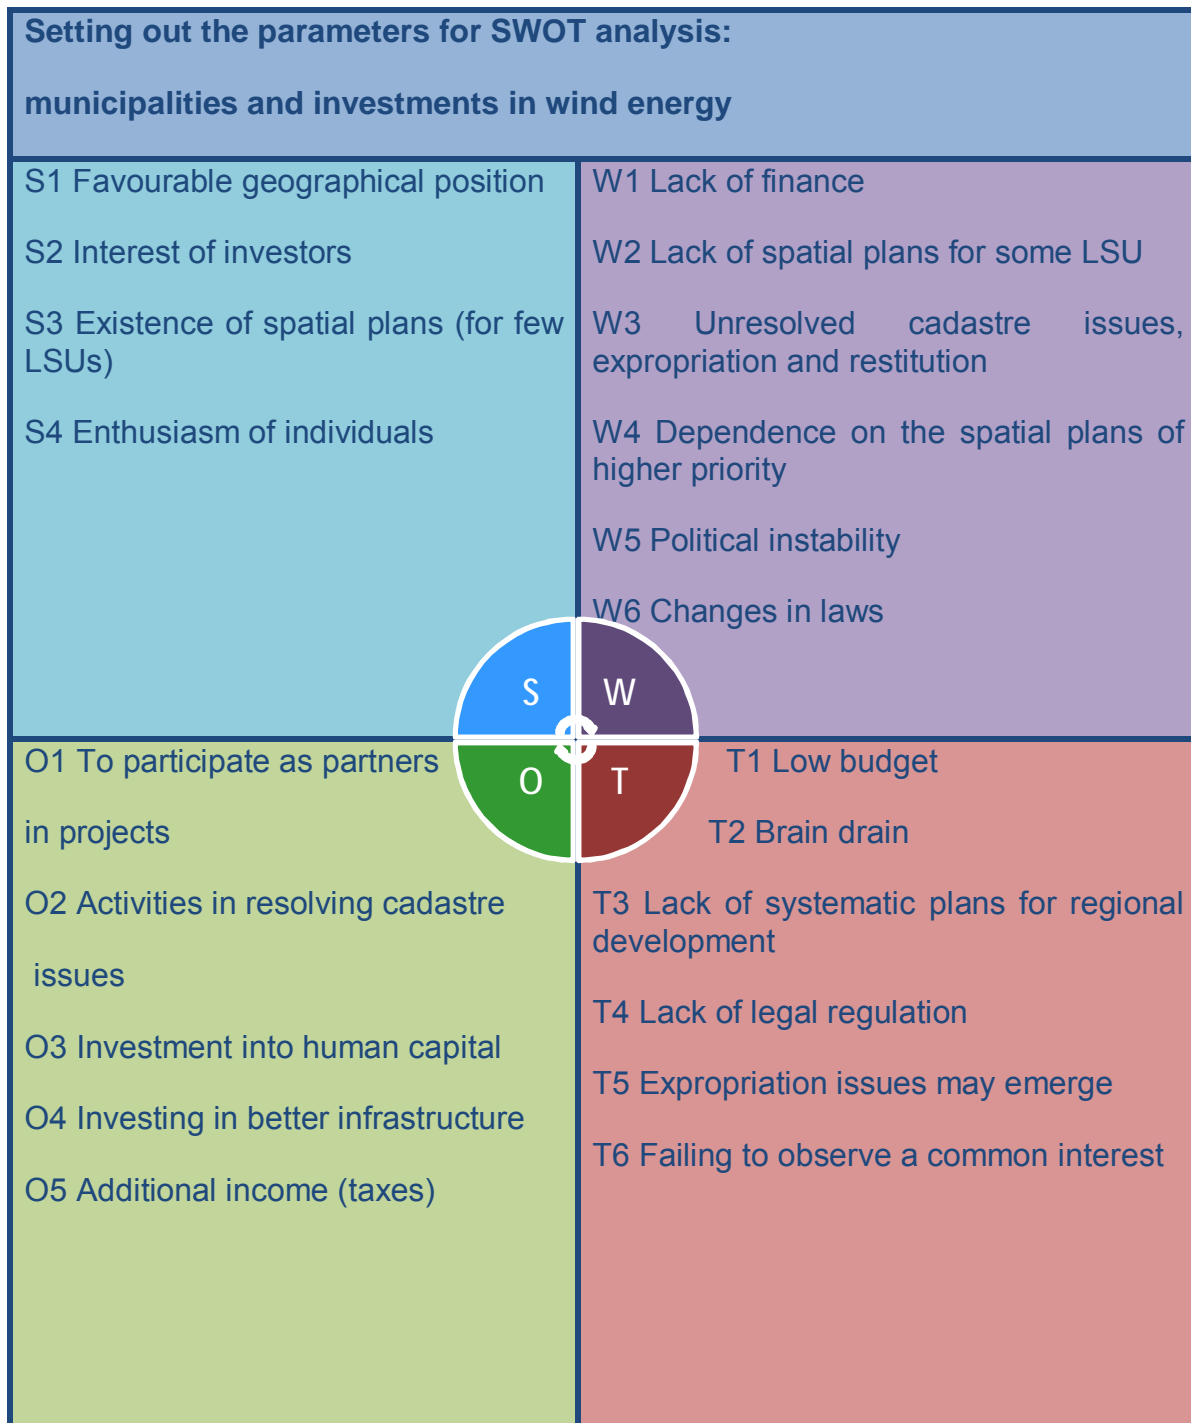 Setting out the parameters for SWOT analysis:
municipalities and investments in wind energy
S1 Favourable geographical position
S2 Interest of investors
S3 Existence of spatial plans (for few
LSUs)
S4 Enthusiasm of individuals
W1 Lack of finance
W2 Lack of spatial plans for some LSU
W3 Unresolved cadastre issues,
expropriation and restitution
W4 Dependence on the spatial plans of
higher priority
W5 Political instability
W6 Changes in laws
S
W
O
T
O1 To participate as partners
in projects
O2 Activities in resolving cadastre
issues
O3 Investment into human capital
O4 Investing in better infrastructure
O5 Additional income (taxes)
T1 Low budget
T2 Brain drain
T3 Lack of systematic plans for regional
development
T4 Lack of legal regulation
T5 Expropriation issues may emerge
T6 Failing to observe a common interest